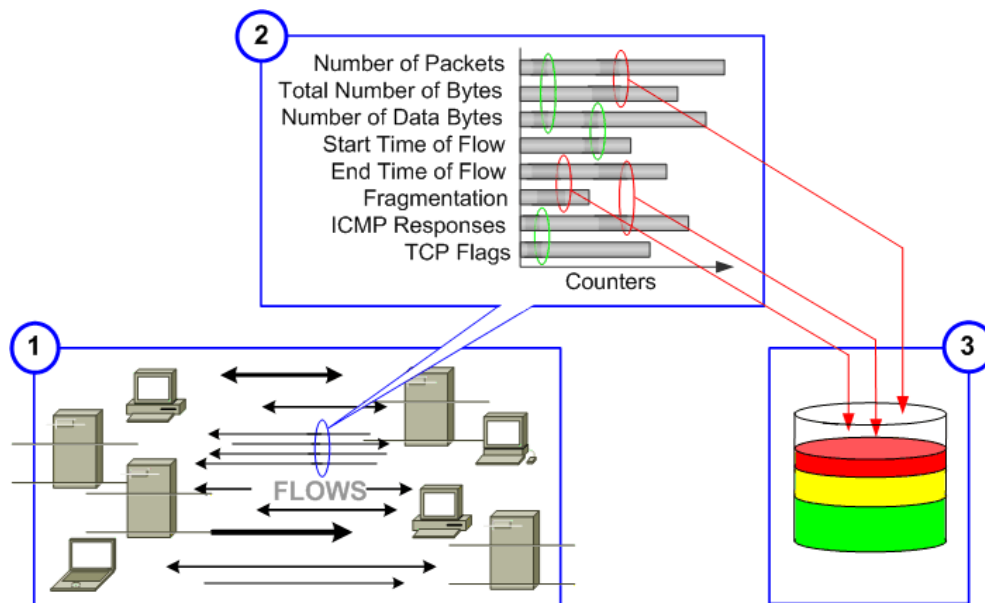 2
Number of Packets
Total Number of Bytes
Number of Data Bytes
Start Time of Flow
End Time of Flow
Fragmentation
ICMP Responses
TCP Flags
Counters
1
FLOWS
3